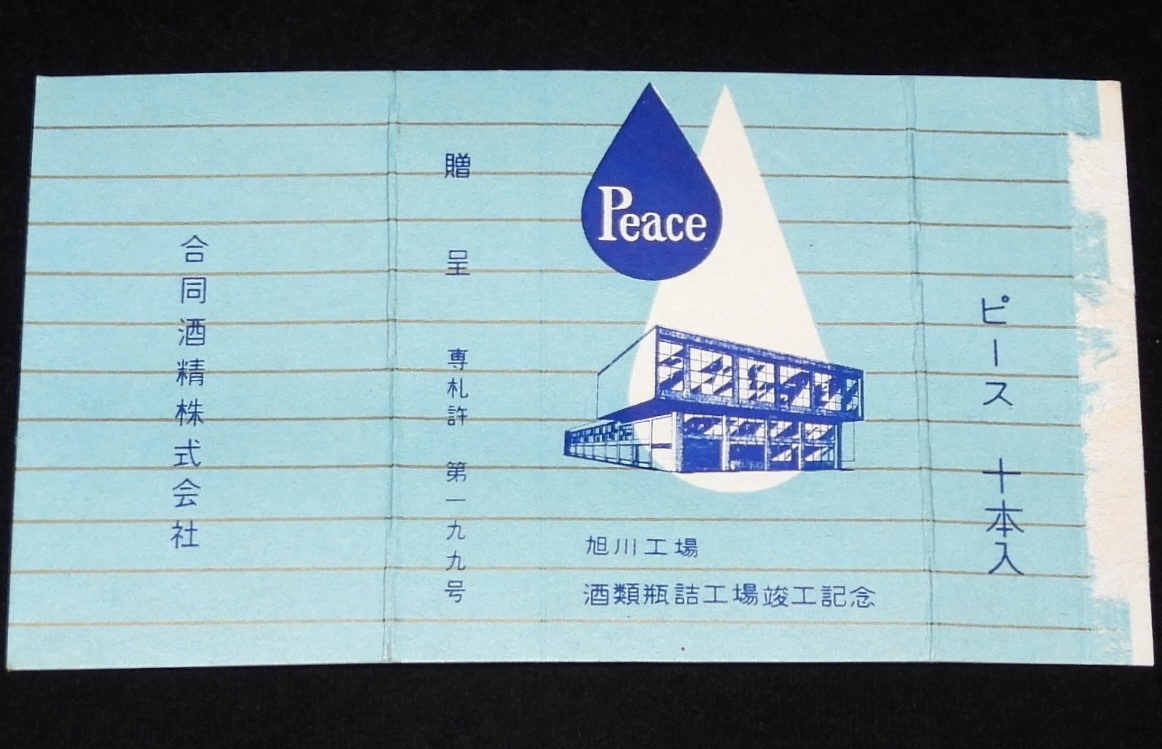 合同酒精株式会社
贈呈 専札許 第一九九号
Peace
旭川工場
酒類瓶詰工場竣工記念
ピース 十本入